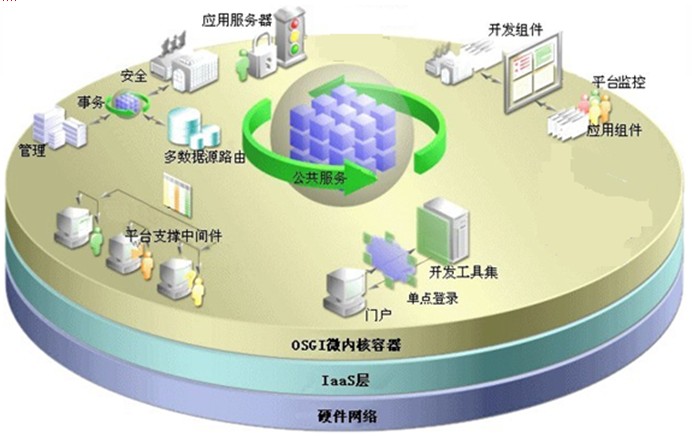 应用服务器
开发组件
安全
平台监控
事务
应用组件
管理
多数据源路由
公共服务
平台支撑中间件
开发工具集
单点登录
门户
OSGI微内核容器
IaaS层
硬件网络